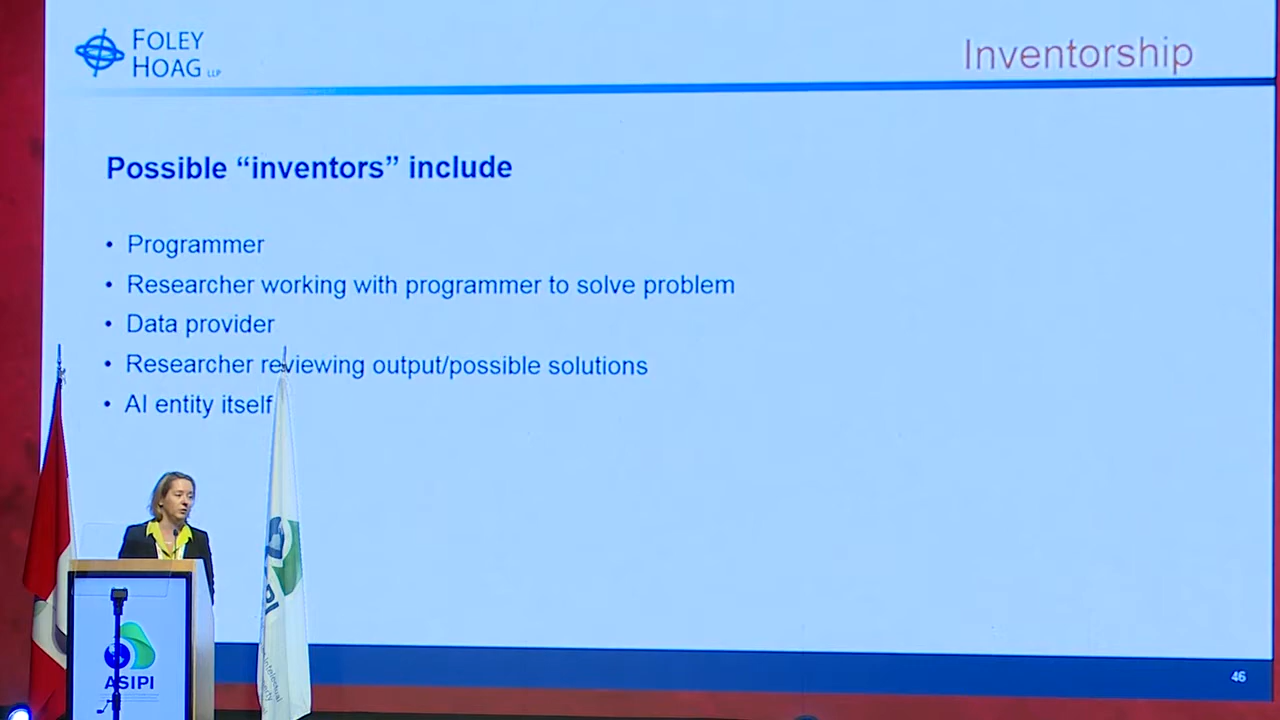 FOLEY
HOAG LLP
Inventorship
Possible “inventors” include
• Programmer
• Researcher working with programmer to solve problem
• Data provider
• Researcher reviewing output/possible solutions
• AI entity itself
ASIPI
46